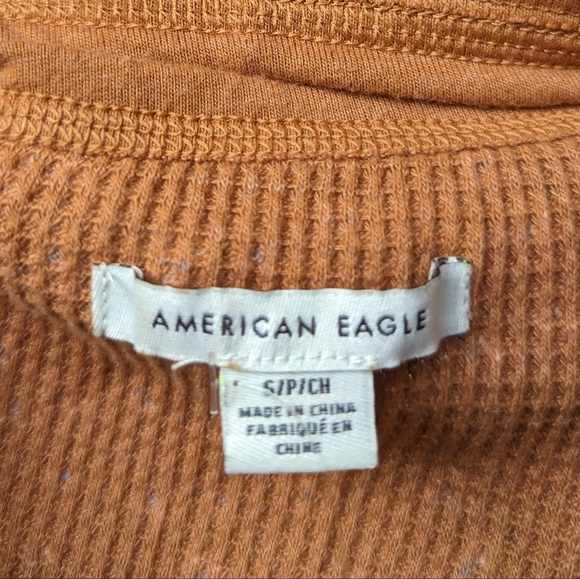 AMERICAN EAGLE
S/P/CH
MADE IN CHINA
FABRIQUÉ EN
CHINE